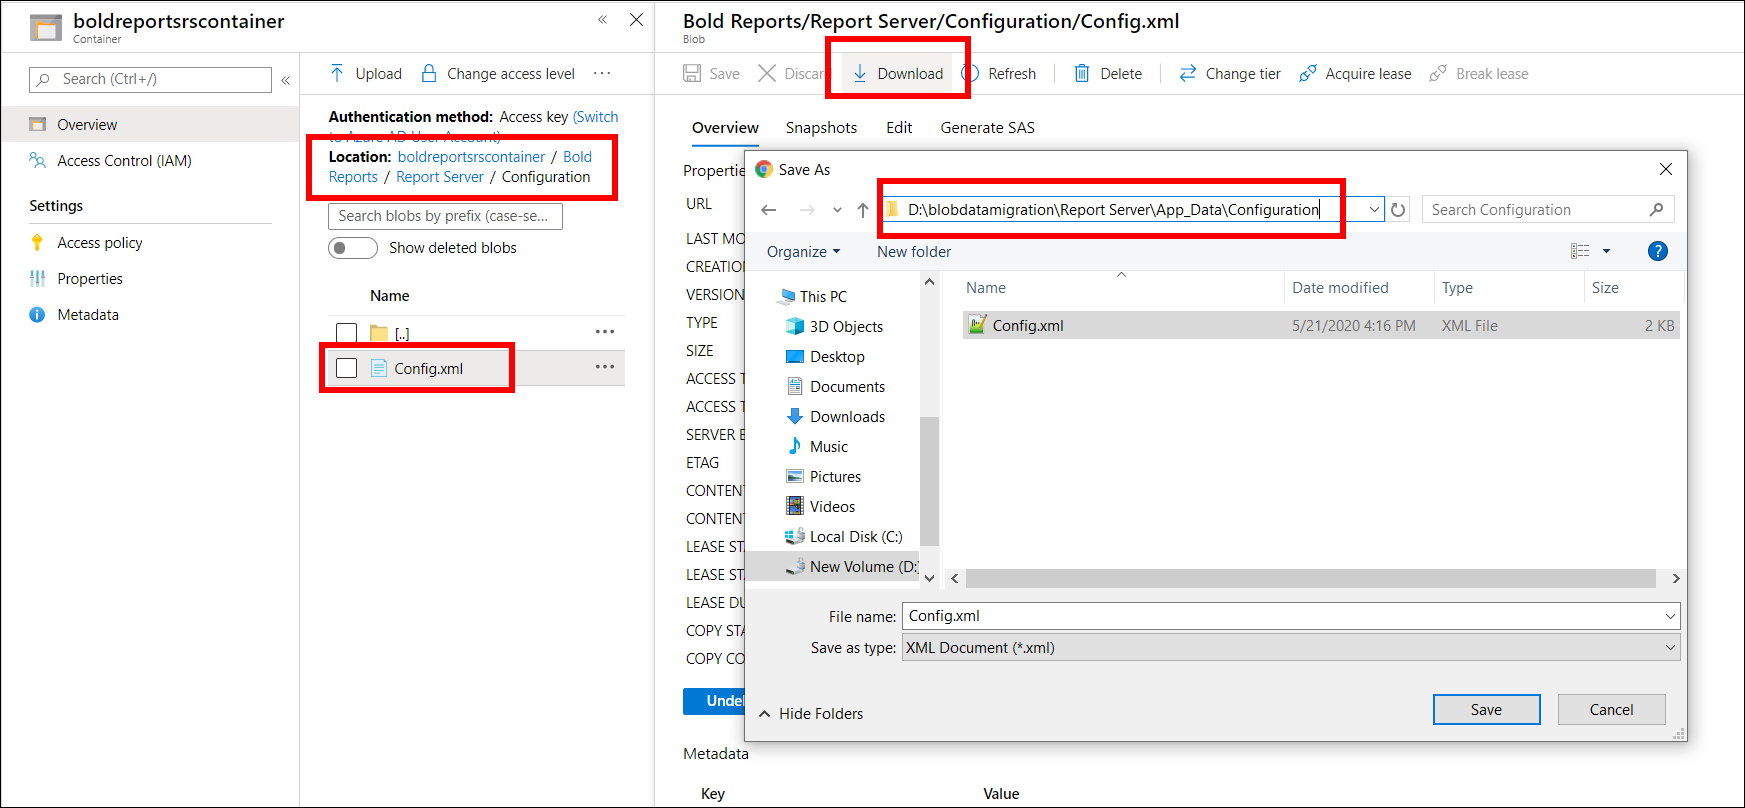 boldreportsrscontainer
Container
Search (Ctrl+/)
Overview
Access Control (IAM)
Settings
Access policy
Properties
Metadata
Upload
Change access level
Authentication method: Access key (Switch
to Azure AD User Account)
Location: boldreportsrscontainer / Bold
Reports / Report Server / Configuration
Search blobs by prefix (case-se...
Show deleted blobs
Name
[..]
Config.xml
Bold Reports/Report Server/Configuration/Config.xml
Blob
Save
Discard
Download
Refresh
Delete
Change tier
Acquire lease
Break lease
Overview
Snapshots
Edit
Generate SAS
Propertie
URL
LAST MO
CREATION
VERSION
TYPE
SIZE
ACCESS T
ACCESS T
SERVER E
ETAG
CONTENT
CONTENT
LEASE STA
LEASE STA
LEASE DU
COPY STA
COPY CO
Undel
Metadata
Key
Value
Save As
D:\blobdatamigration\Report Server\App_Data\Configuration
Search Configuration
Organize
New folder
?
This PC
3D Objects
Desktop
Documents
Downloads
Music
Pictures
Videos
Local Disk (C:)
New Volume (D:)
Name
Date modified
Type
Size
Config.xml
5/21/2020 4:16 PM
XML File
2 KB
File name:
Config.xml
Save as type:
XML Document (*.xml)
Hide Folders
Save
Cancel